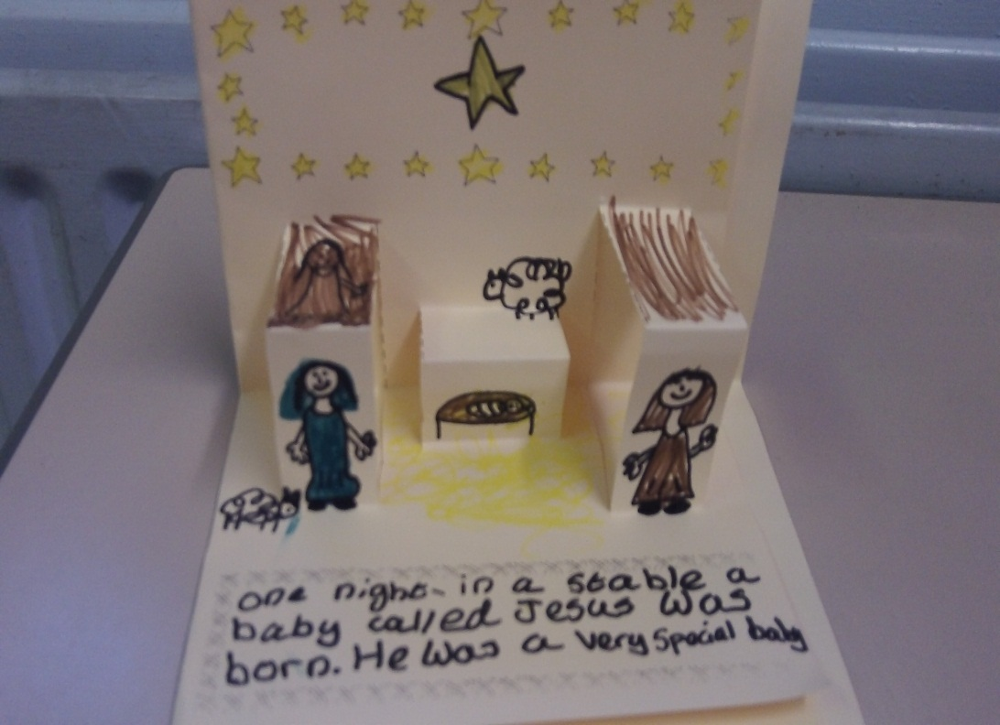 one night in a stable a
baby called Jesus was
born. He was a very special baby